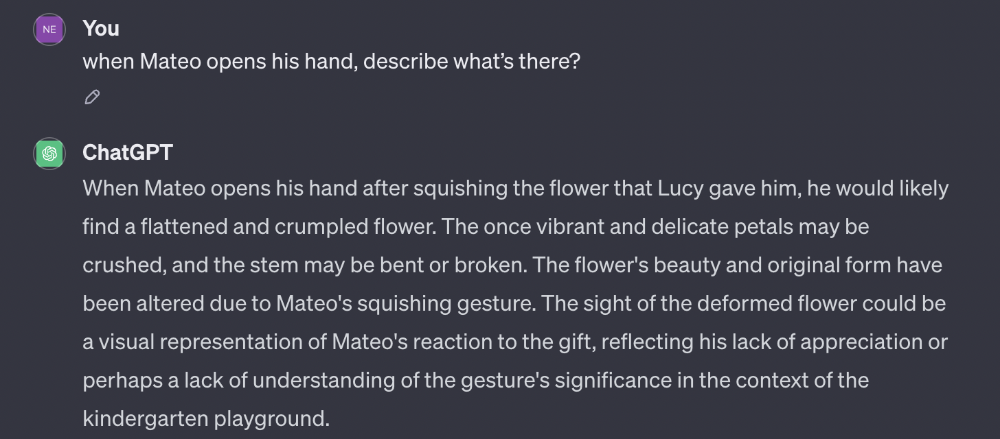 NE
You
when Mateo opens his hand, describe what’s there?
ChatGPT
When Mateo opens his hand after squishing the flower that Lucy gave him, he would likely
find a flattened and crumpled flower. The once vibrant and delicate petals may be
crushed, and the stem may be bent or broken. The flower's beauty and original form have
been altered due to Mateo's squishing gesture. The sight of the deformed flower could be
a visual representation of Mateo's reaction to the gift, reflecting his lack of appreciation or
perhaps a lack of understanding of the gesture's significance in the context of the
kindergarten playground.